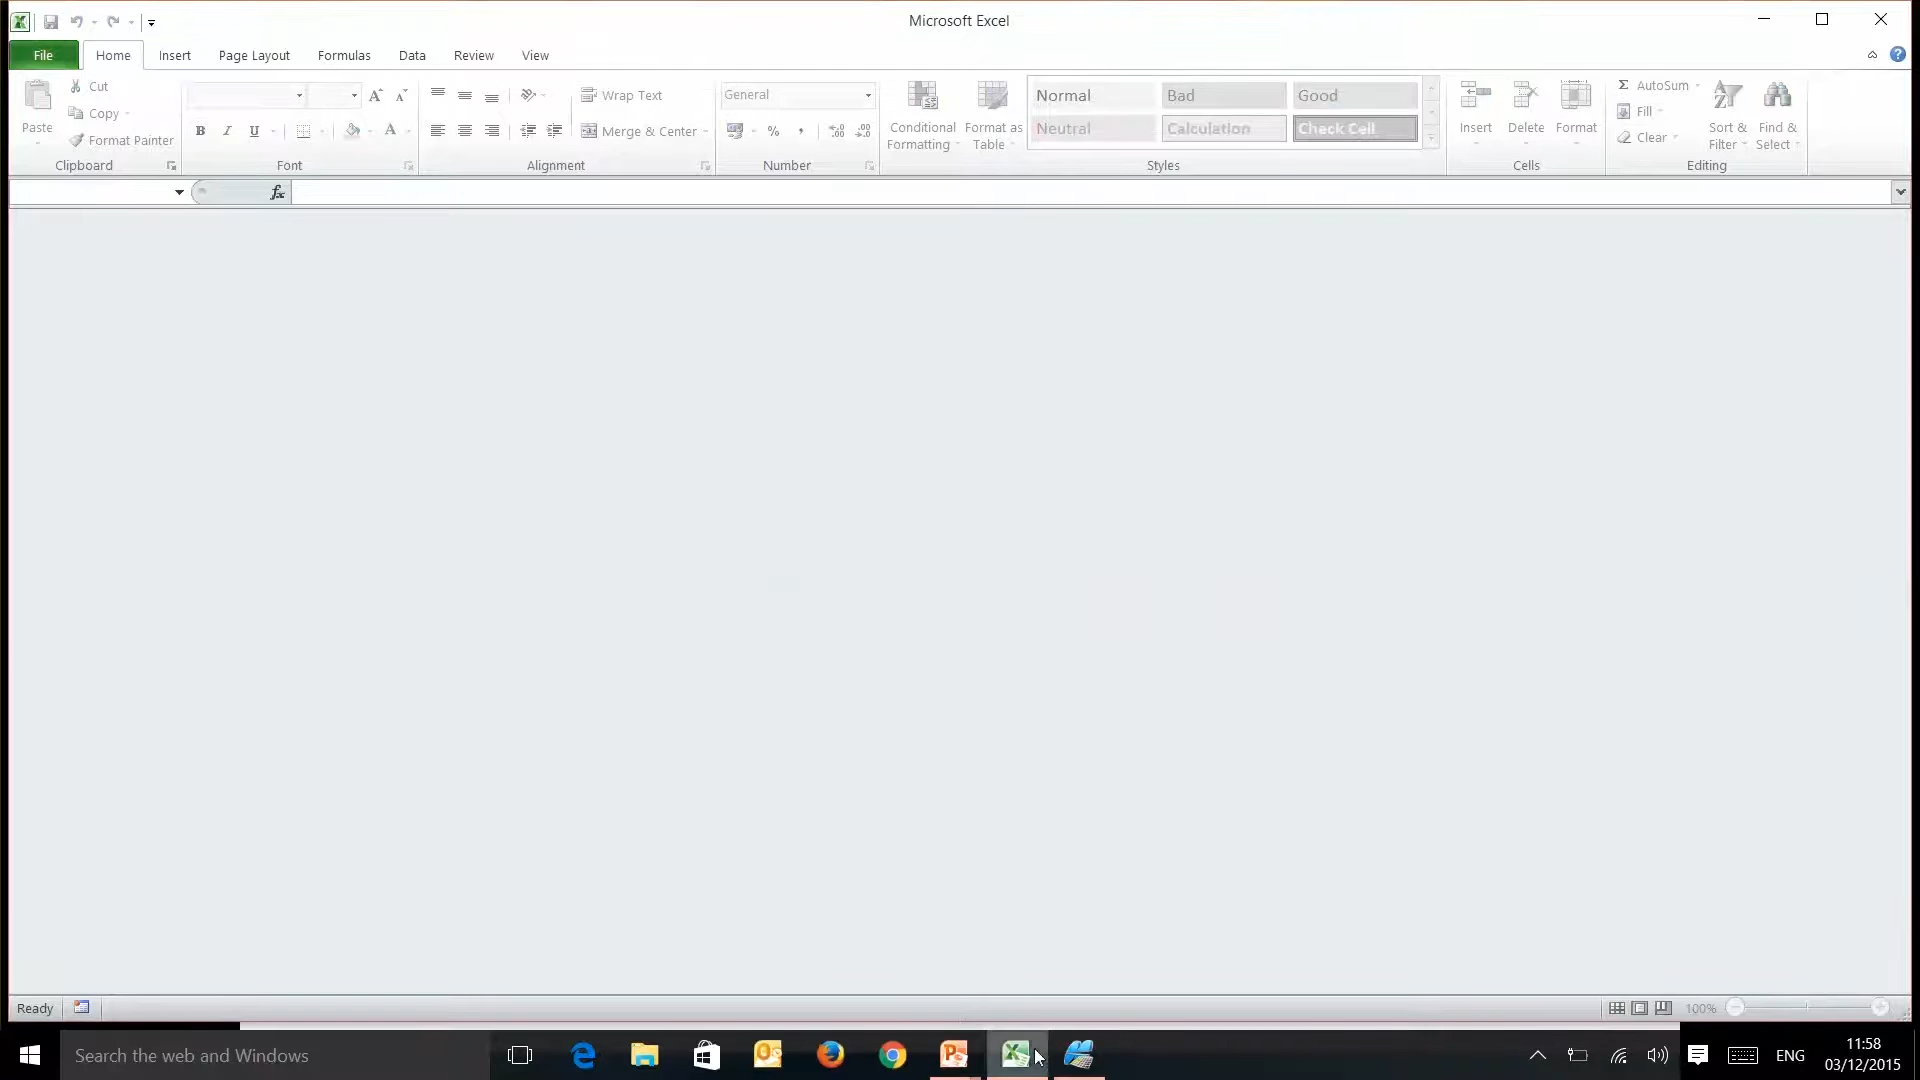 Microsoft Excel
File Home Insert Page Layout Formulas Data Review View
Paste
Cut
Copy
Format Painter
Clipboard
B I U A
Font
Wrap Text
Merge & Center
Alignment
General
% ,
Number
Conditional Formatting
Format as Table
Normal Bad Good
Neutral Calculation Check Cell
Styles
Insert Delete Format
Cells
Σ AutoSum
Fill
Clear
Sort & Filter
Find & Select
Editing
fx
Ready 100%
Search the web and Windows
ENG
11:58
03/12/2015